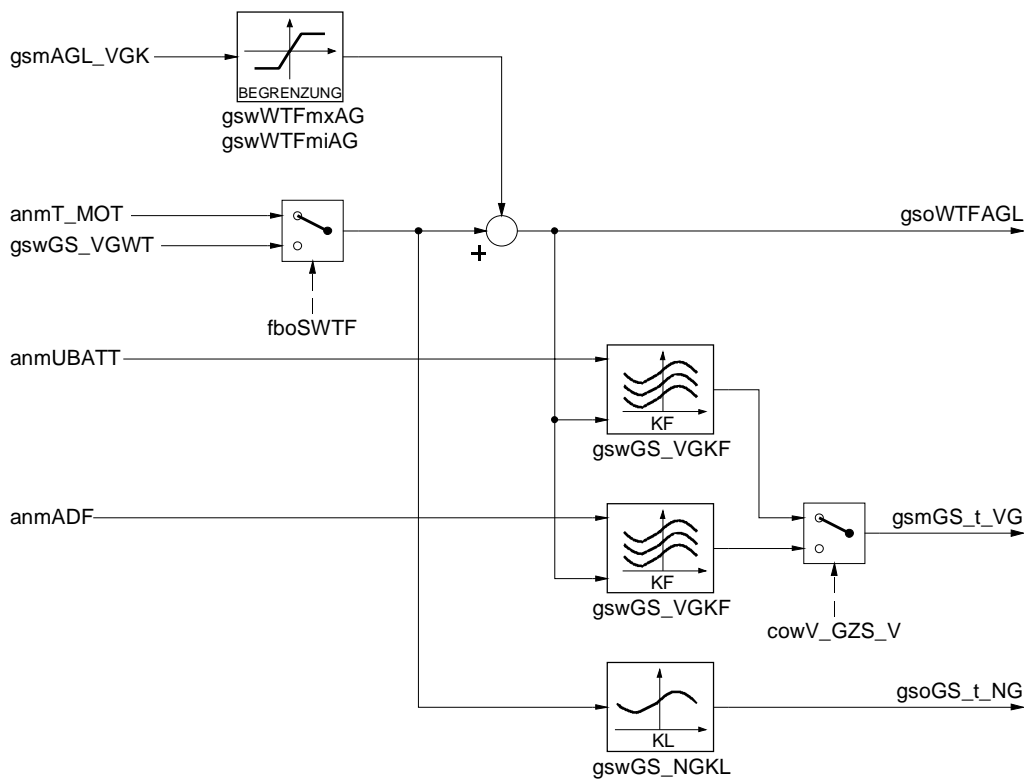 gsmAGL_VGK
BEGRENZUNG
gswWTFmxAG
gswWTFmiAG
anmT_MOT
gswGS_VGWT
fboSWTF
+
gsoWTFAGL
anmUBATT
KF
gswGS_VGKF
anmADF
KF
gswGS_VGKF
gsmGS_t_VG
cowV_GZS_V
KL
gswGS_NGKL
gsoGS_t_NG